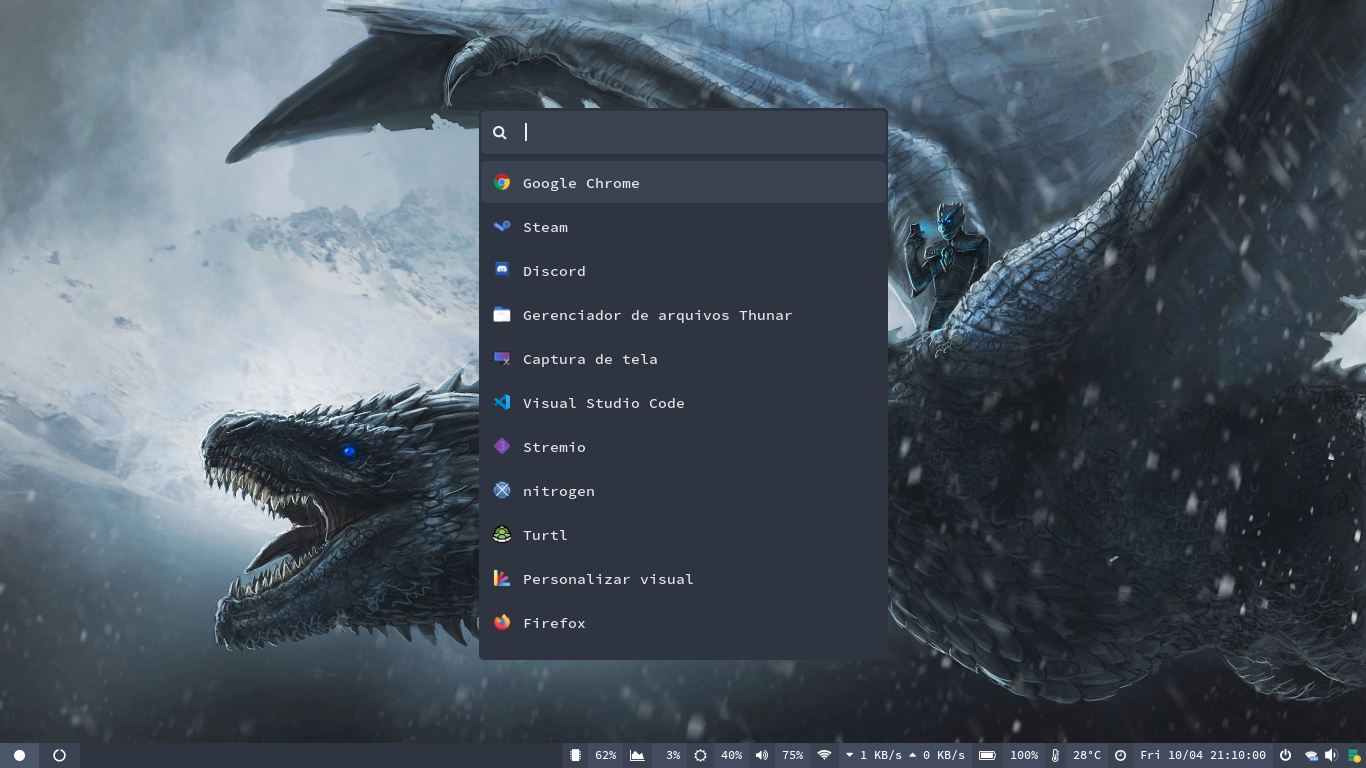 Google Chrome
Steam
Discord
Gerenciador de arquivos Thunar
Captura de tela
Visual Studio Code
Stremio
nitrogen
Turtl
Personalizar visual
Firefox
62% 3% 40% 75% 1 KB/s 0 KB/s 100% 28°C Fri 10/04 21:10:00